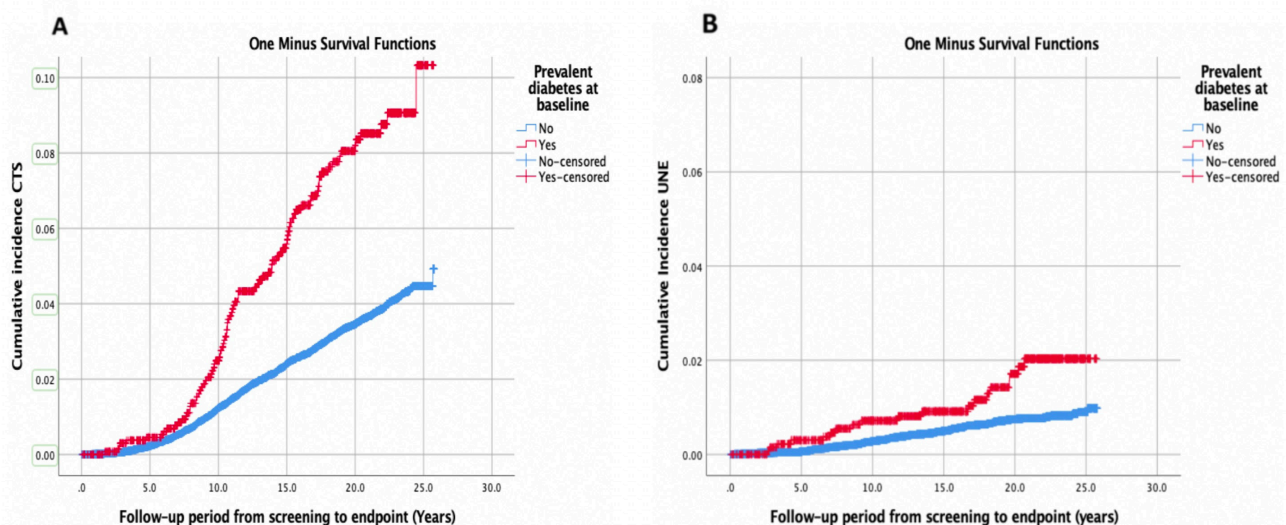 A
One Minus Survival Functions
Cumulative incidence CTS
0.10
0.08
0.06
0.04
0.02
0.00
.0 5.0 10.0 15.0 20.0 25.0 30.0
Follow-up period from screening to endpoint (Years)
Prevalent
diabetes at
baseline
No
Yes
No-censored
Yes-censored
B
One Minus Survival Functions
Cumulative Incidence UNE
0.08
0.06
0.04
0.02
0.00
.0 5.0 10.0 15.0 20.0 25.0 30.0
Follow-up period from screening to endpoint (Years)
Prevalent
diabetes at
baseline
No
Yes
No-censored
Yes-censored